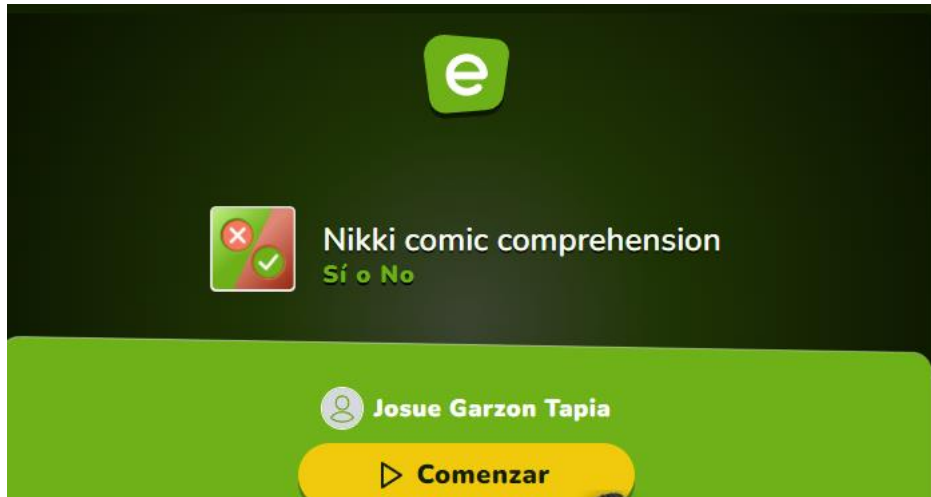 e
Nikki comic comprehension
Sí o No
Josue Garzon Tapia
Comenzar